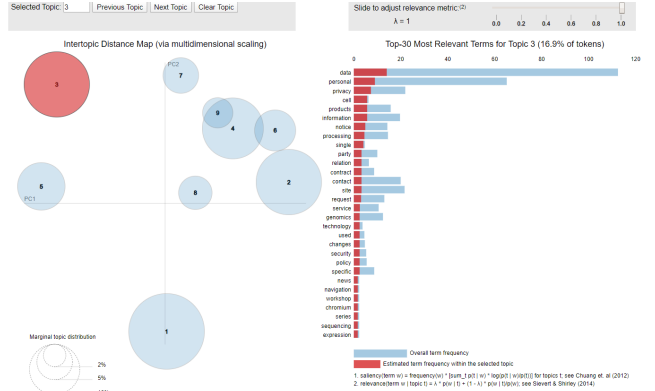 Selected Topic: 3 Previous Topic Next Topic Clear Topic
Slide to adjust relevance metric:(2)
λ = 1
0.0 0.2 0.4 0.6 0.8 1.0
Intertopic Distance Map (via multidimensional scaling)
PC2
PC1
3
7
9
4
6
5
8
2
1
Marginal topic distribution
2%
5%
Top-30 Most Relevant Terms for Topic 3 (16.9% of tokens)
0 20 40 60 80 100 120
data
personal
privacy
cell
products
information
notice
processing
single
party
relation
contract
contact
site
request
service
genomics
technology
used
changes
security
policy
specific
news
navigation
workshop
chromium
series
sequencing
expression
Overall term frequency
Estimated term frequency within the selected topic
1. saliency(term w) = frequency(w) * [sum_t p(t | w) * log(p(t | w)/p(t))] for topics t; see Chuang et. al (2012)
2. relevance(term w | topic t) = λ * p(w | t) + (1 - λ) * p(w | t)/p(w); see Sievert & Shirley (2014)